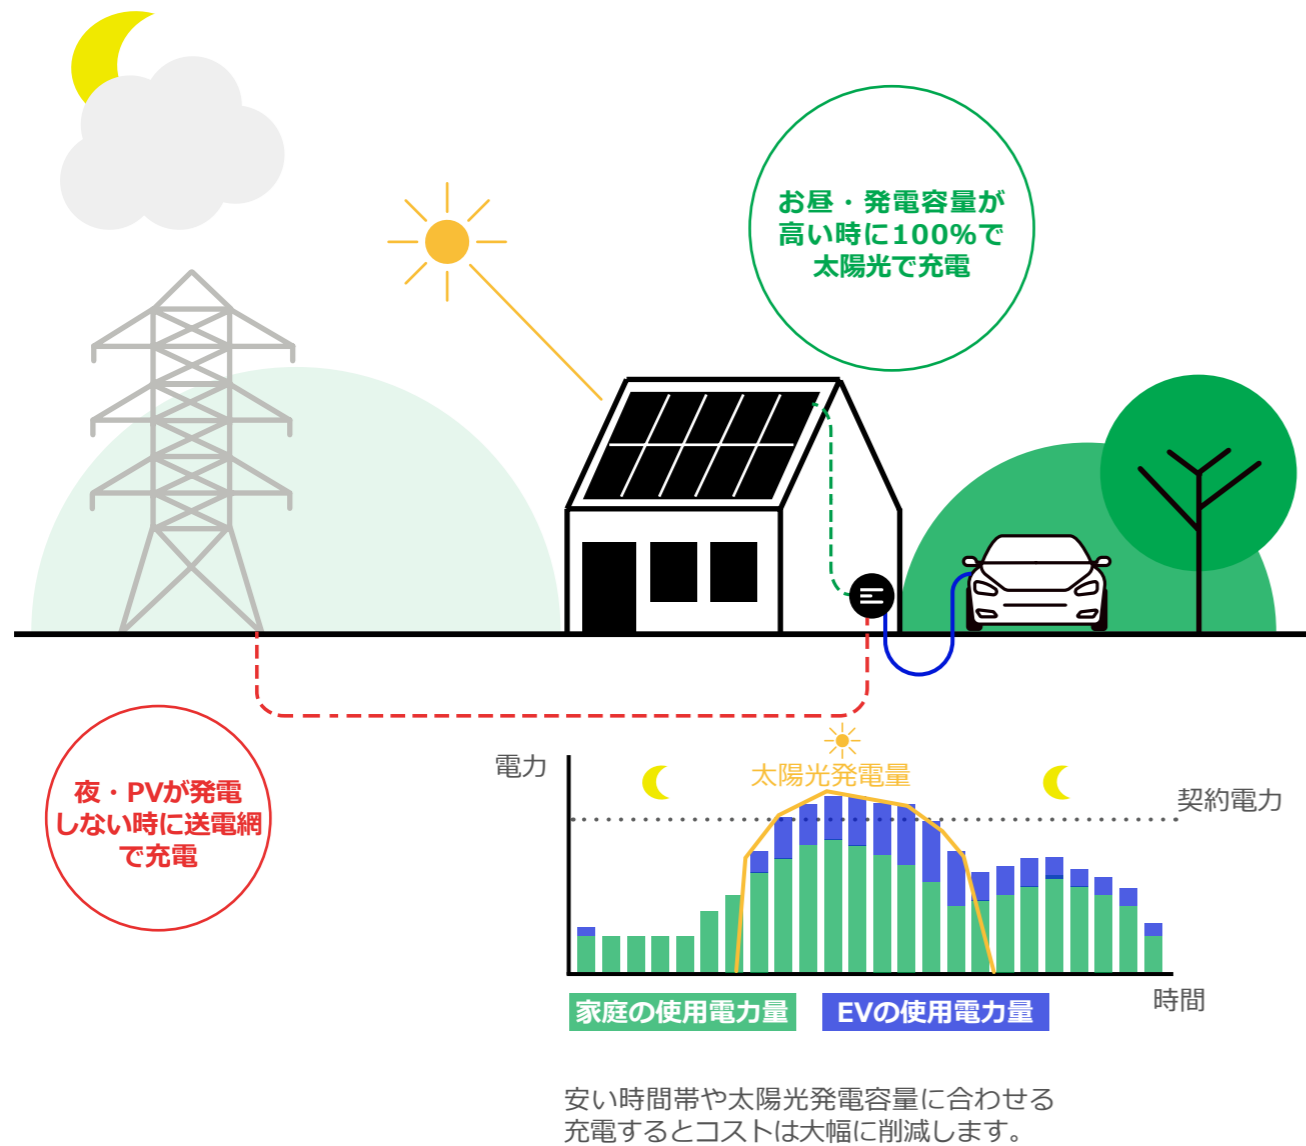 お昼・発電容量が
高い時に100%で
太陽光で充電
夜・PVが発電
しない時に送電網
で充電
電力
太陽光発電量
契約電力
時間
家庭の使用電力量
EVの使用電力量
安い時間帯や太陽光発電容量に合わせる
充電するとコストは大幅に削減します。